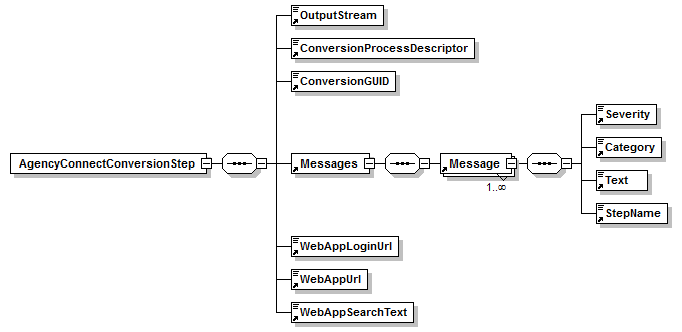 OutputStream
ConversionProcessDescriptor
ConversionGUID
AgencyConnectConversionStep
Messages
Message
1..∞
Severity
Category
Text
StepName
WebAppLoginUrl
WebAppUrl
WebAppSearchText